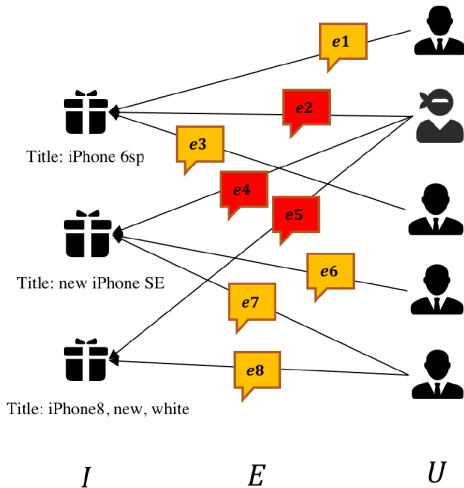 e1
e2
e3
Title: iPhone 6sp
e4
e5
e6
Title: new iPhone SE
e7
e8
Title: iPhone8, new, white
I E U